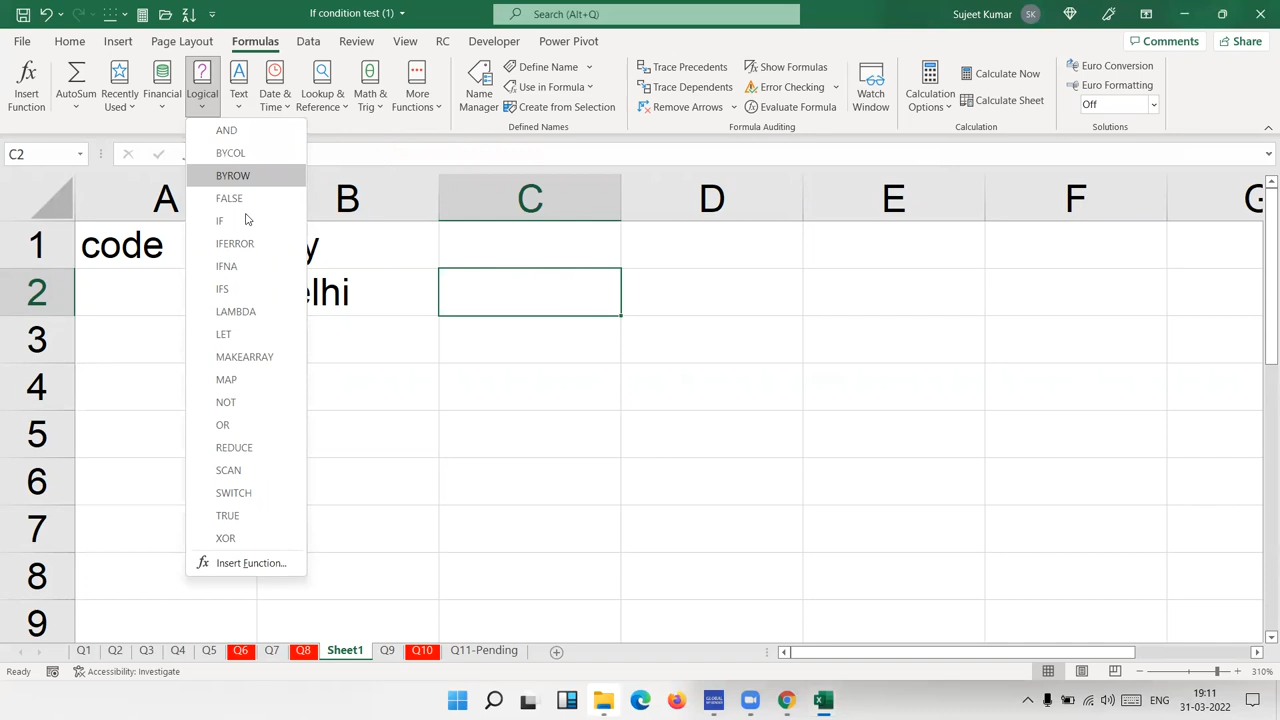 If condition test (1)
Search (Alt+Q)
Sujeet Kumar
SK
File Home Insert Page Layout Formulas Data Review View RC Developer Power Pivot
Comments Share
Insert Function
AutoSum
Recently Used
Financial
Logical
Text
Date & Time
Lookup & Reference
Math & Trig
More Functions
Name Manager
Define Name
Use in Formula
Create from Selection
Defined Names
Trace Precedents
Trace Dependents
Remove Arrows
Show Formulas
Error Checking
Evaluate Formula
Formula Auditing
Watch Window
Calculation Options
Calculate Now
Calculate Sheet
Calculation
Euro Conversion
Euro Formatting
Off
Solutions
C2
AND
BYCOL
BYROW
FALSE
IF
IFERROR
IFNA
IFS
LAMBDA
LET
MAKEARRAY
MAP
NOT
OR
REDUCE
SCAN
SWITCH
TRUE
XOR
fx Insert Function...
A B C D E F G
1 code y
2 elhi
3
4
5
6
7
8
9
Q1 Q2 Q3 Q4 Q5 Q6 Q7 Q8 Sheet1 Q9 Q10 Q11-Pending
Ready Accessibility: Investigate 310%
ENG 19:11
31-03-2022